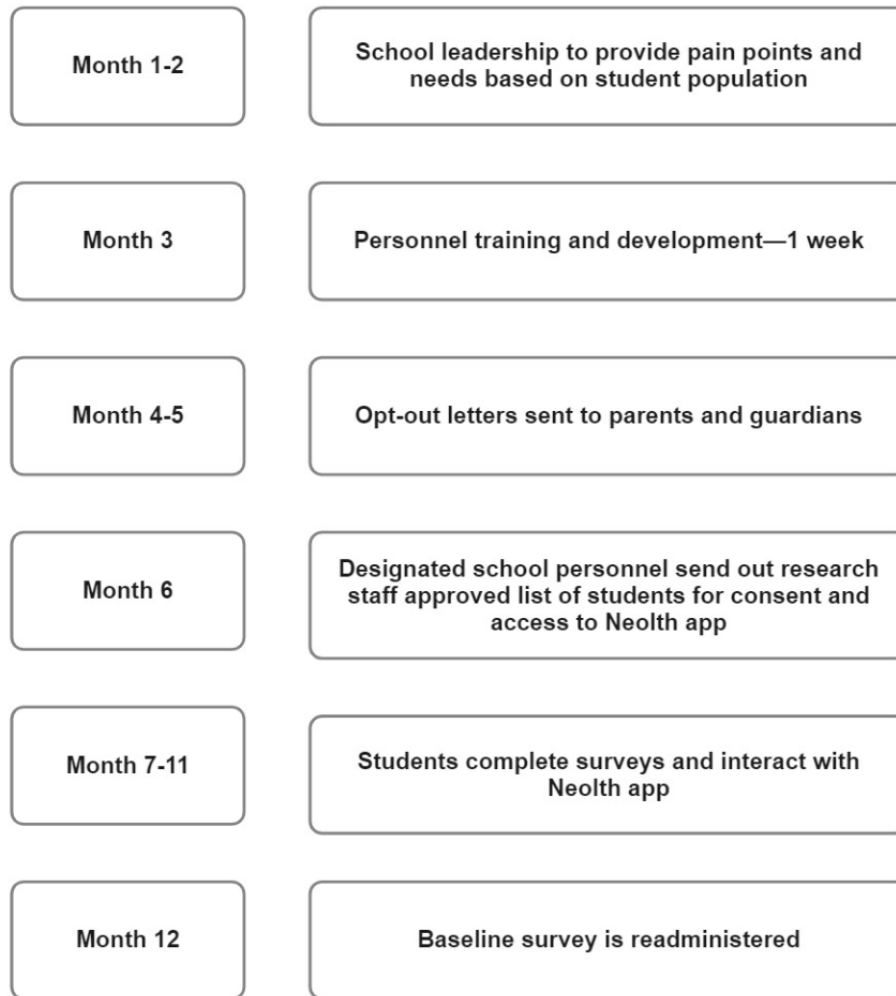 Month 1-2
School leadership to provide pain points and
needs based on student population
Month 3
Personnel training and development—1 week
Month 4-5
Opt-out letters sent to parents and guardians
Month 6
Designated school personnel send out research
staff approved list of students for consent and
access to Neolth app
Month 7-11
Students complete surveys and interact with
Neolth app
Month 12
Baseline survey is readministered